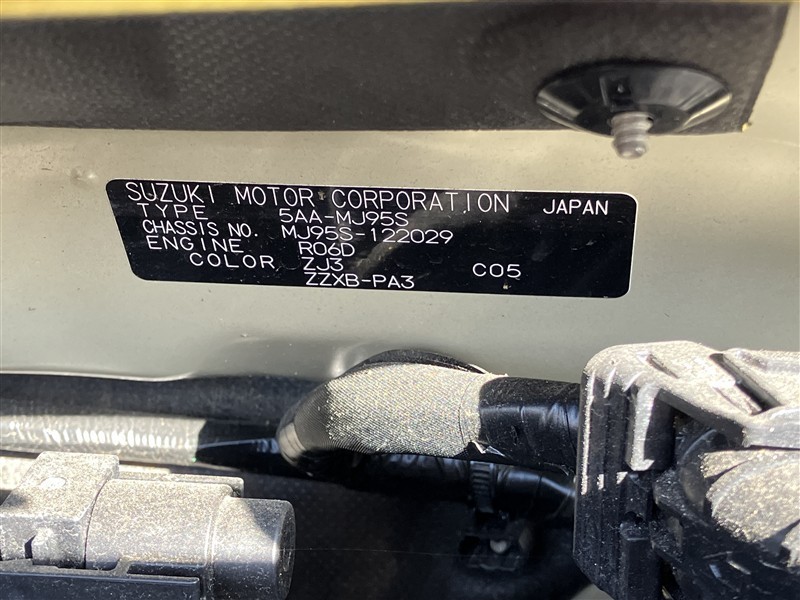 SUZUKI MOTOR CORPORATION JAPAN
TYPE 5AA-MJ95S
CHASSIS NO. MJ95S-122029
ENGINE R06D
COLOR ZJ3 C05
ZZXB-PA3